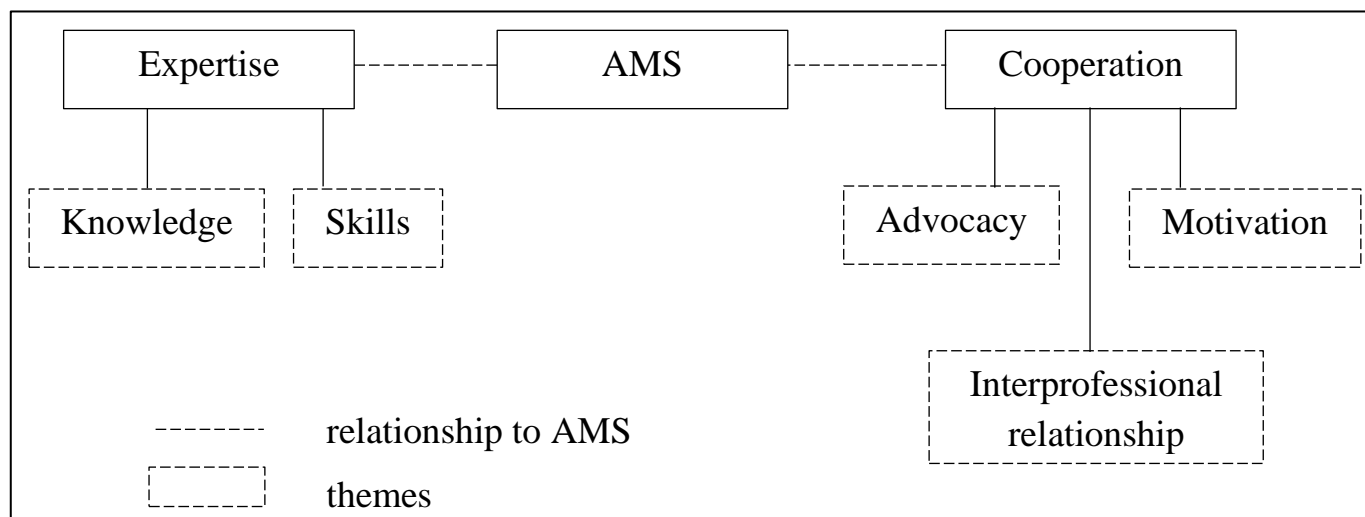 Expertise
AMS
Cooperation
Knowledge
Skills
Advocacy
Motivation
Interprofessional
relationship
relationship to AMS
themes